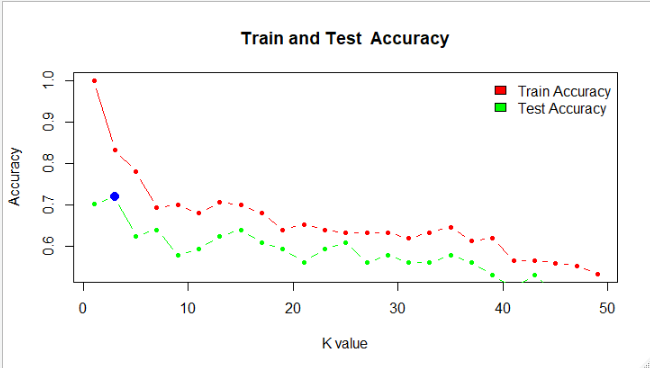 Train and Test Accuracy
Train Accuracy
Test Accuracy
Accuracy
1.0
0.9
0.8
0.7
0.6
0 10 20 30 40 50
K value